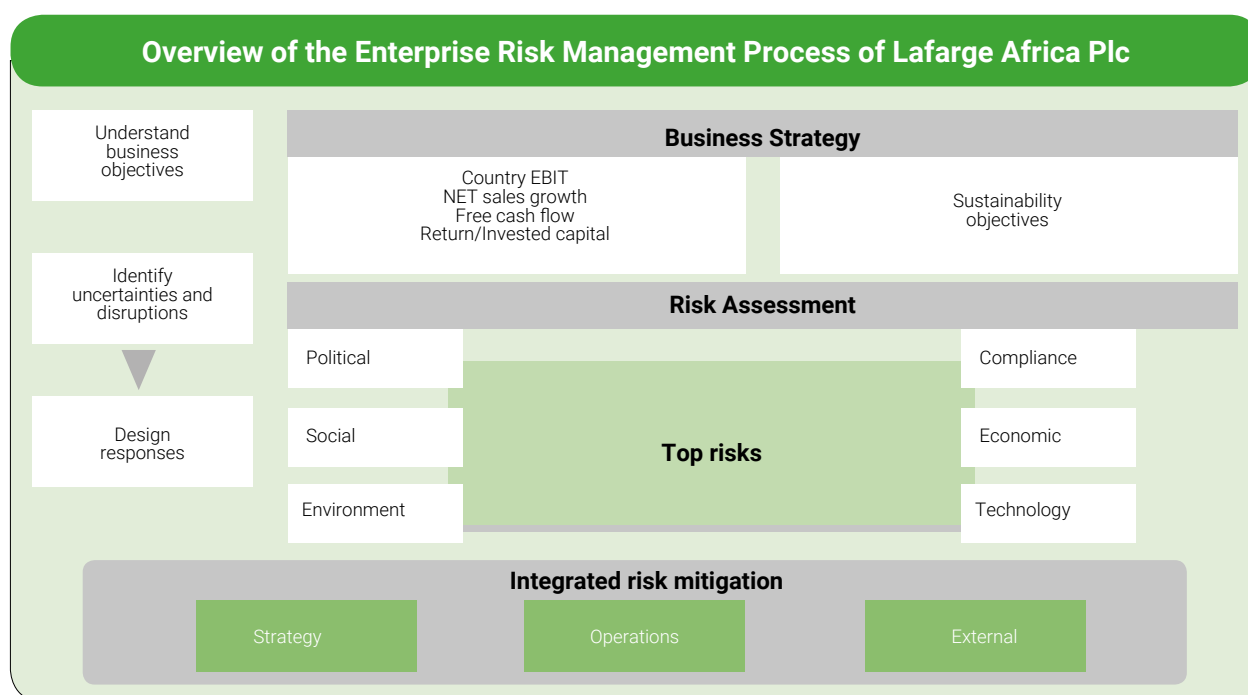 Overview of the Enterprise Risk Management Process of Lafarge Africa Plc
Understand
business
objectives
Identify
uncertainties and
disruptions
Design
responses
Business Strategy
Country EBIT
NET sales growth
Free cash flow
Return/Invested capital
Sustainability
objectives
Risk Assessment
Political
Social
Environment
Top risks
Compliance
Economic
Technology
Integrated risk mitigation
Strategy
Operations
External